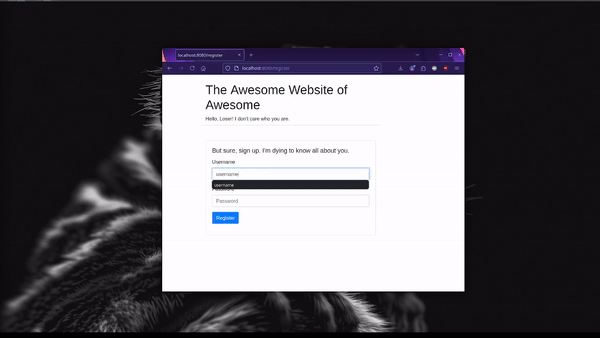 localhost:8080/register
localhost:8080/register
The Awesome Website of
Awesome
Hello, Loser! I don't care who you are.
But sure, sign up. I'm dying to know all about you.
Username
username
username
Password
Register